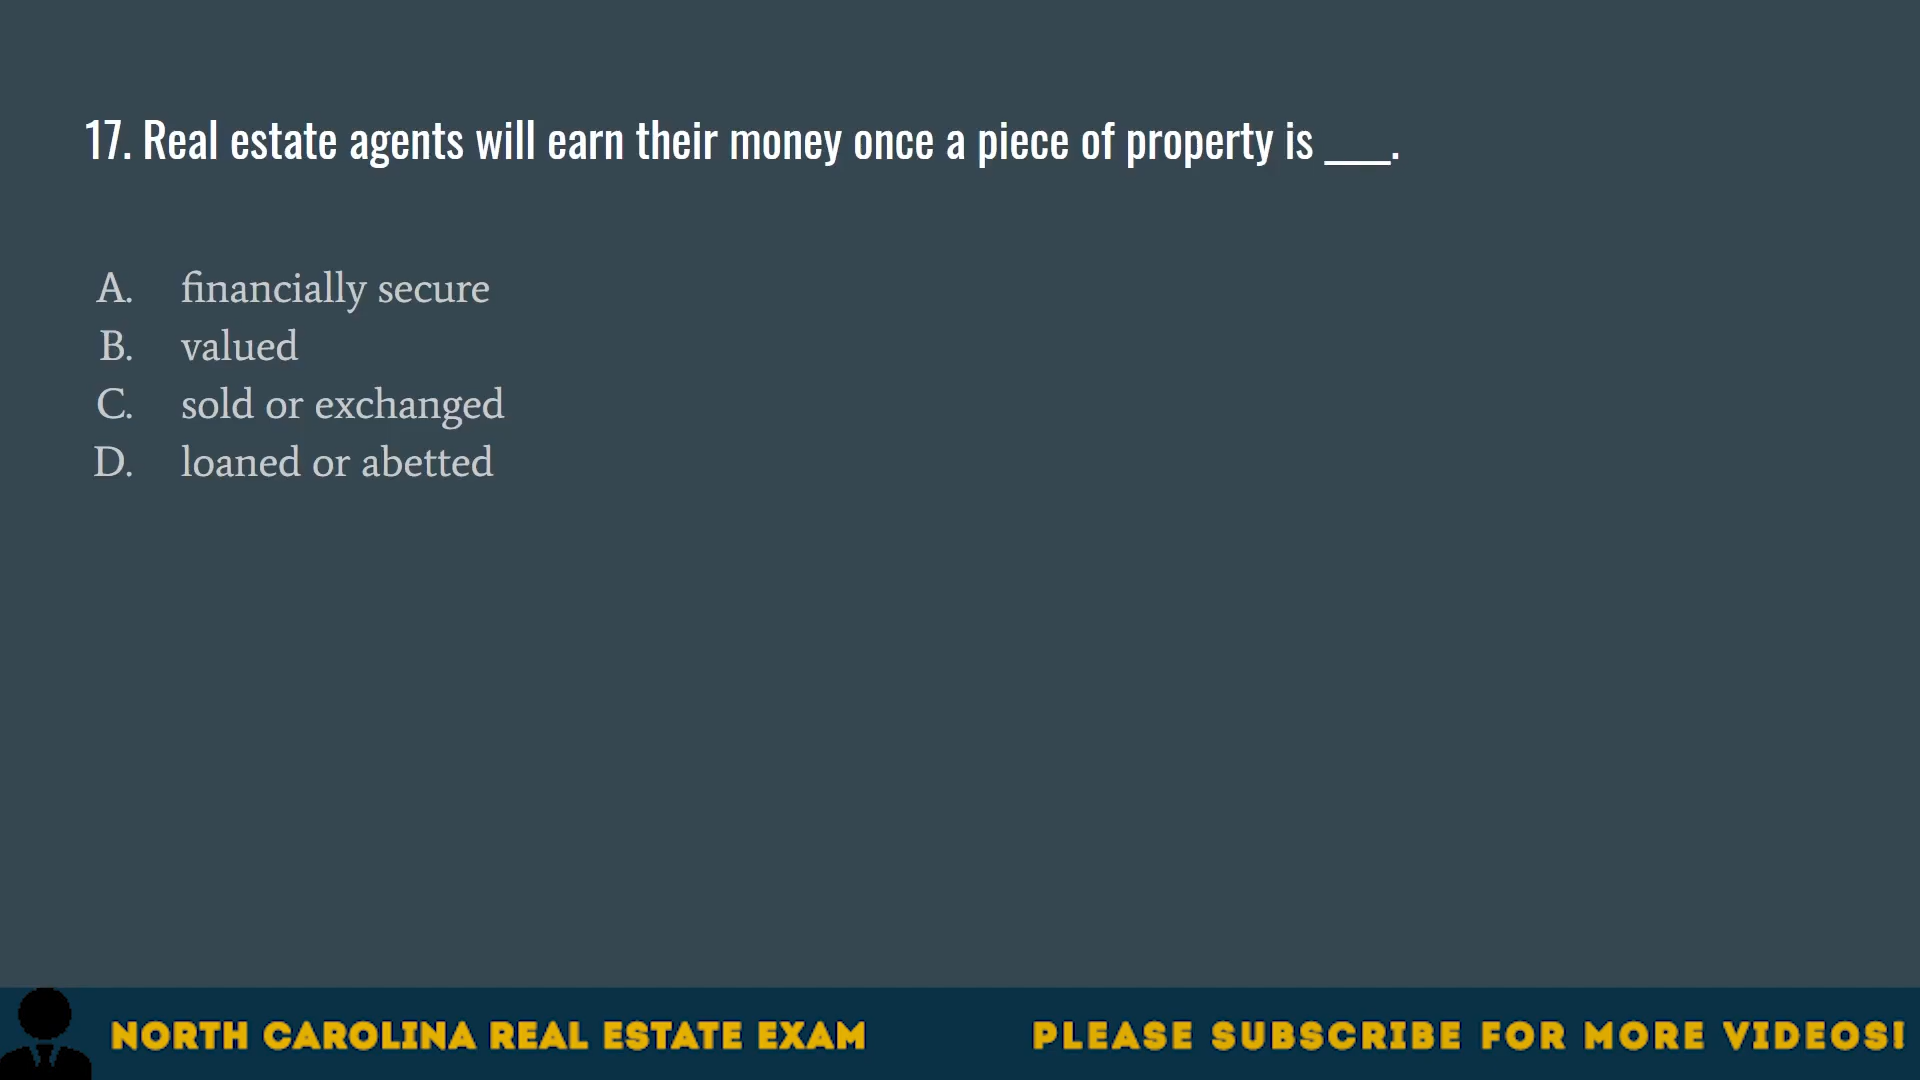 17. Real estate agents will earn their money once a piece of property is ____.
A. financially secure
B. valued
C. sold or exchanged
D. loaned or abetted
NORTH CAROLINA REAL ESTATE EXAM
PLEASE SUBSCRIBE FOR MORE VIDEOS!